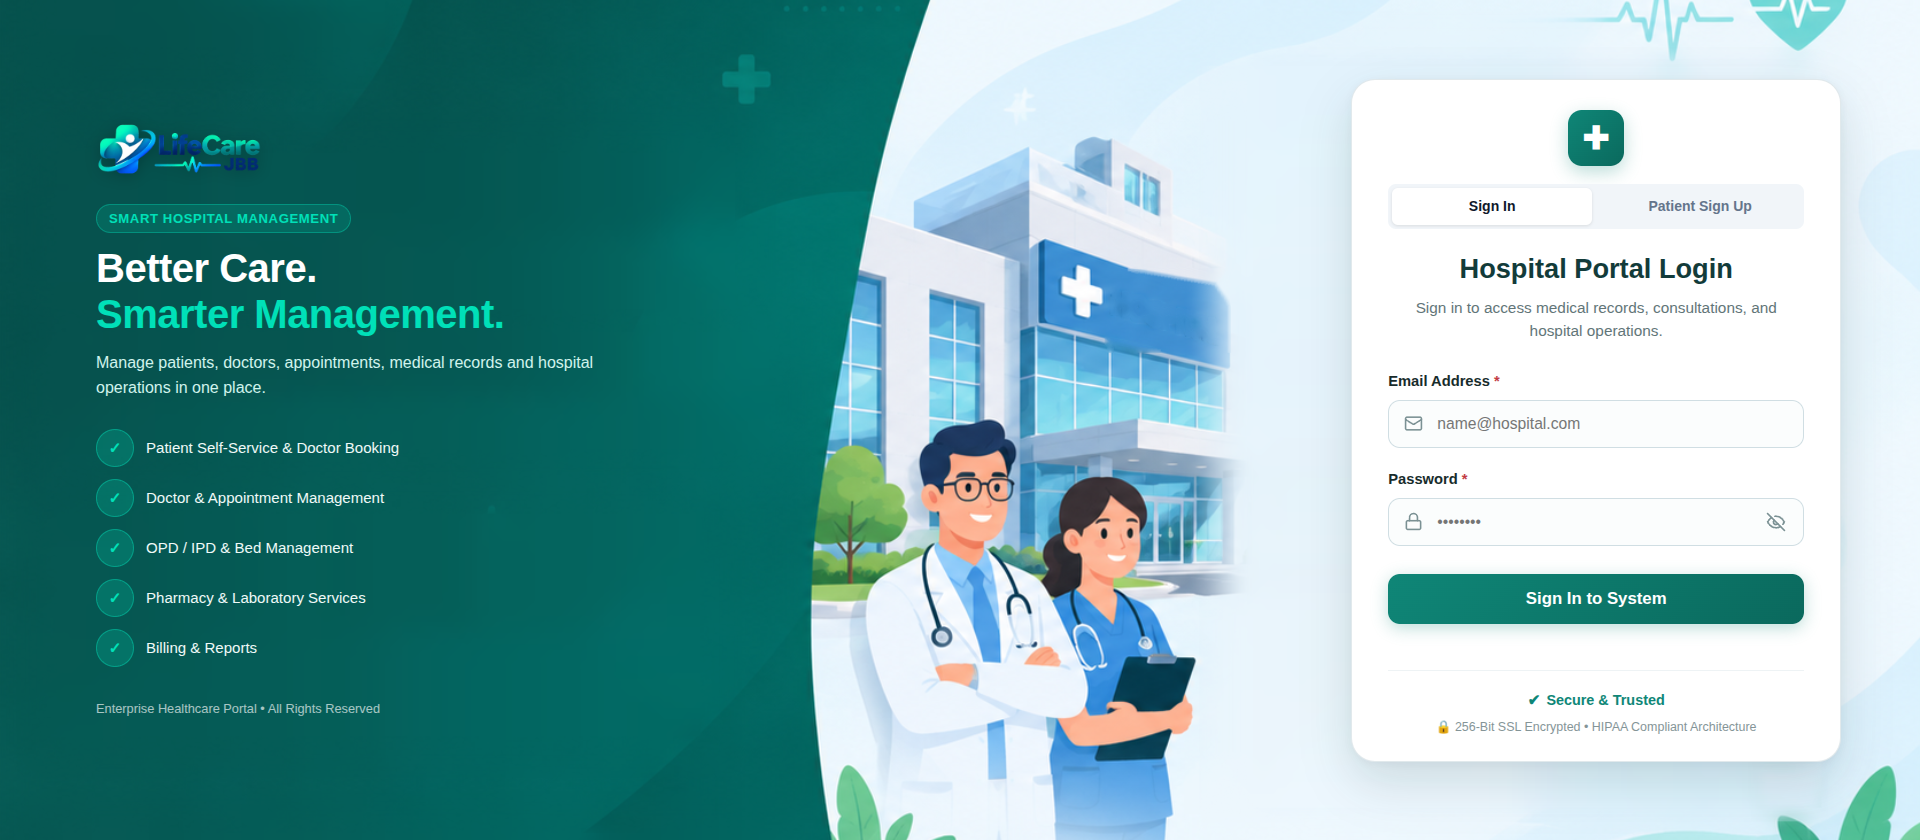 LifeCare
JBB
SMART HOSPITAL MANAGEMENT
Better Care.
Smarter Management.
Manage patients, doctors, appointments, medical records and hospital
operations in one place.
✓ Patient Self-Service & Doctor Booking
✓ Doctor & Appointment Management
✓ OPD / IPD & Bed Management
✓ Pharmacy & Laboratory Services
✓ Billing & Reports
Enterprise Healthcare Portal • All Rights Reserved
Sign In
Patient Sign Up
Hospital Portal Login
Sign in to access medical records, consultations, and
hospital operations.
Email Address *
name@hospital.com
Password *
••••••••
Sign In to System
✔ Secure & Trusted
🔒 256-Bit SSL Encrypted • HIPAA Compliant Architecture